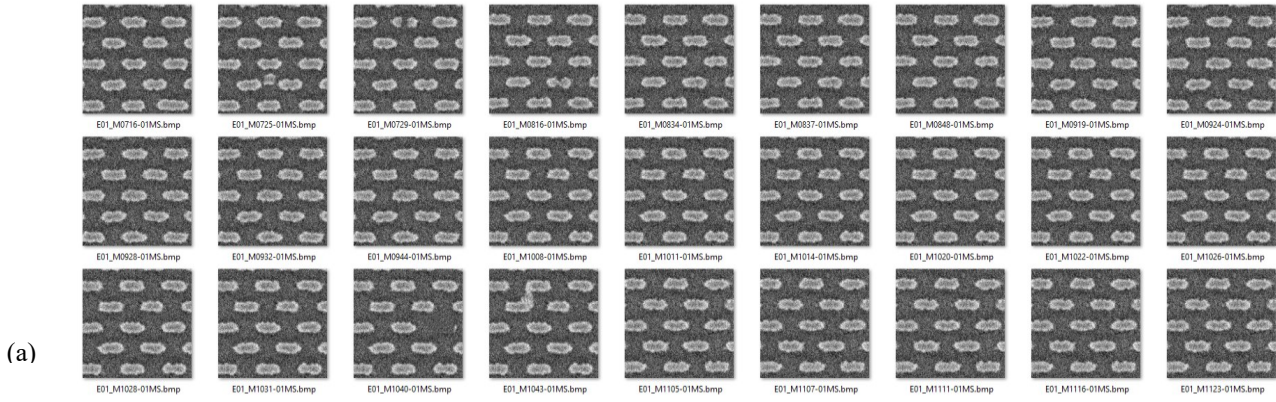 E01_M0716-01MS.bmp E01_M0725-01MS.bmp E01_M0729-01MS.bmp E01_M0816-01MS.bmp E01_M0834-01MS.bmp E01_M0837-01MS.bmp E01_M0848-01MS.bmp E01_M0919-01MS.bmp E01_M0924-01MS.bmp
E01_M0928-01MS.bmp E01_M0932-01MS.bmp E01_M0944-01MS.bmp E01_M1008-01MS.bmp E01_M1011-01MS.bmp E01_M1014-01MS.bmp E01_M1020-01MS.bmp E01_M1022-01MS.bmp E01_M1026-01MS.bmp
(a)
E01_M1028-01MS.bmp E01_M1031-01MS.bmp E01_M1040-01MS.bmp E01_M1043-01MS.bmp E01_M1105-01MS.bmp E01_M1107-01MS.bmp E01_M1111-01MS.bmp E01_M1116-01MS.bmp E01_M1123-01MS.bmp